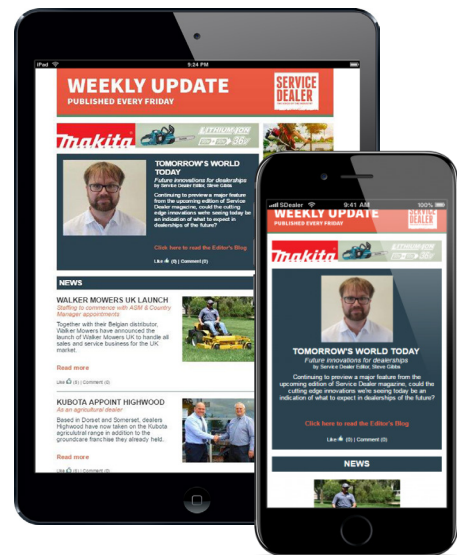 iPad
9:24 PM
WEEKLY UPDATE
PUBLISHED EVERY FRIDAY
SERVICE
DEALER
makita
LITHIUM-ION
36V
TOMORROW'S WORLD
TODAY
Future innovations for dealerships
by Service Dealer Editor, Steve Gibbs
Continuing to preview a major feature
from the upcoming edition of Service
Dealer magazine, could the cutting
edge innovations we're seeing today be
an indication of what to expect in
dealerships of the future?
Click here to read the Editor's Blog
Like (0) | Comment (0)
NEWS
WALKER MOWERS UK LAUNCH
Staffing to commence with ASM & Country
Manager appointments
Together with their Belgian distributor,
Walker Mowers have announced the
launch of Walker Mowers UK to handle all
sales and service business for the UK
market.
Read more
Like (0) | Comment (0)
KUBOTA APPOINT HIGHWOOD
As an agricultural dealer
Based in Dorset and Somerset, dealers
Highwood have now taken on the Kubota
agricultutral range in addition to the
groundcare franchise they already held.
Read more
Like (0) | Comment (0)
SDealer
9:41 AM
100%
WEEKLY UPDATE
PUBLISHED EVERY FRIDAY
SERVICE
DEALER
makita
36V
TOMORROW'S WORLD TODAY
Future innovations for dealerships
by Service Dealer Editor, Steve Gibbs
Continuing to preview a major feature from the
upcoming edition of Service Dealer magazine, could the
cutting edge innovations we're seeing today be an
indication of what to expect in dealerships of the future?
Click here to read the Editor's Blog
Like (0) | Comment (0)
NEWS